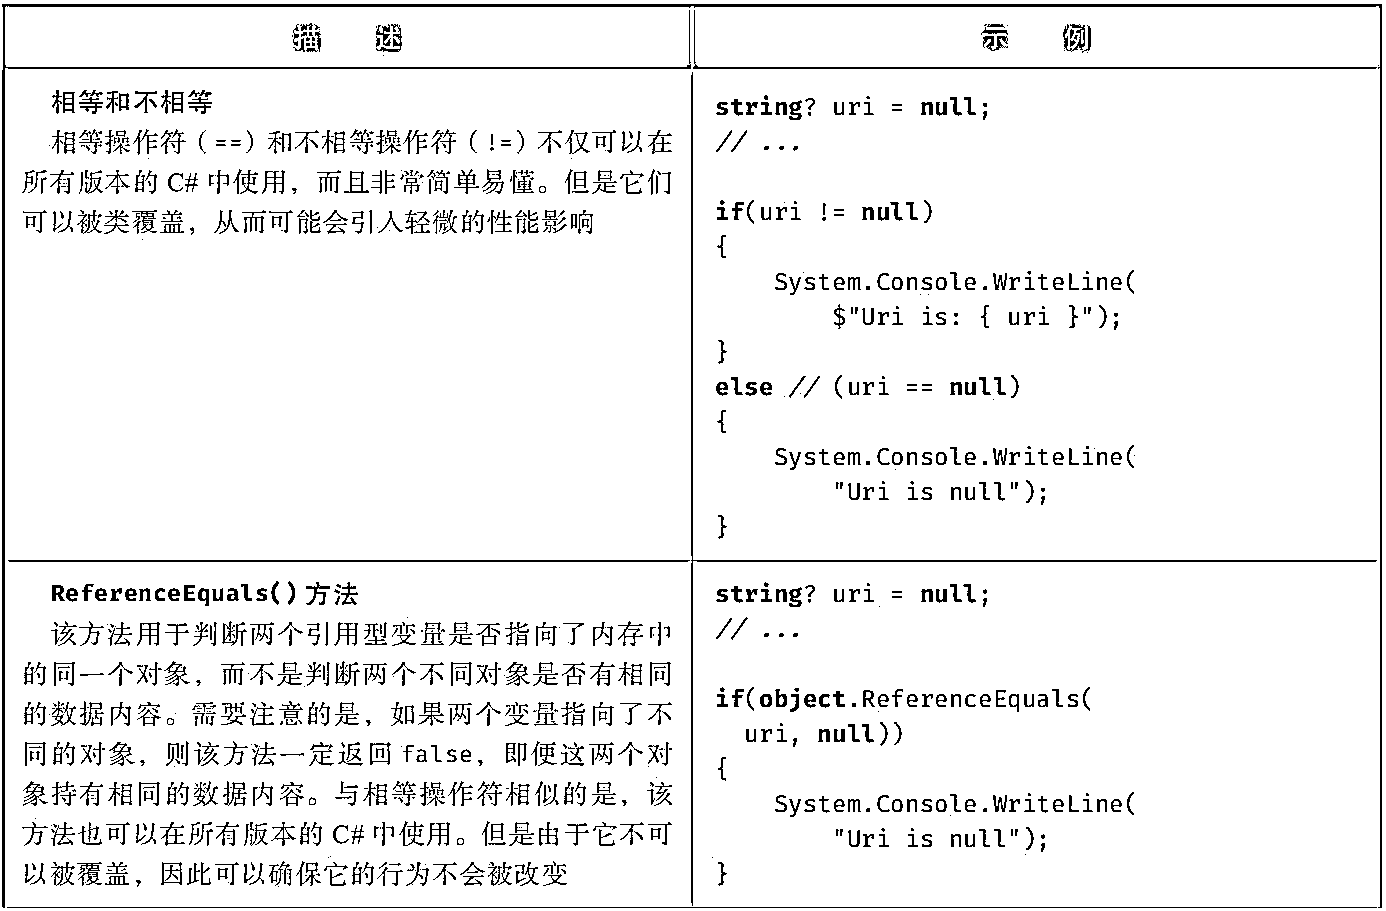 描 述
示 例
相等和不相等
相等操作符（==）和不相等操作符（!=）不仅可以在
所有版本的 C# 中使用，而且非常简单易懂。但是它们
可以被类覆盖，从而可能会引入轻微的性能影响
string? uri = null;
// ...
if(uri != null)
{
    System.Console.WriteLine(
        $"Uri is: { uri }");
}
else // (uri == null)
{
    System.Console.WriteLine(
        "Uri is null");
}
ReferenceEquals()方法
该方法用于判断两个引用型变量是否指向了内存中
的同一个对象，而不是判断两个不同对象是否有相同
的数据内容。需要注意的是，如果两个变量指向了不
同的对象，则该方法一定返回 false，即便这两个对
象持有相同的数据内容。与相等操作符相似的是，该
方法也可以在所有版本的 C# 中使用。但是由于它不可
以被覆盖，因此可以确保它的行为不会被改变
string? uri = null;
// ...
if(object.ReferenceEquals(
  uri, null))
{
    System.Console.WriteLine(
        "Uri is null");
}